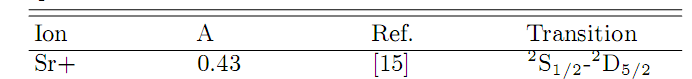 Ion A Ref. Transition
Sr+ 0.43 [15] ²S₁/₂-²D₅/₂